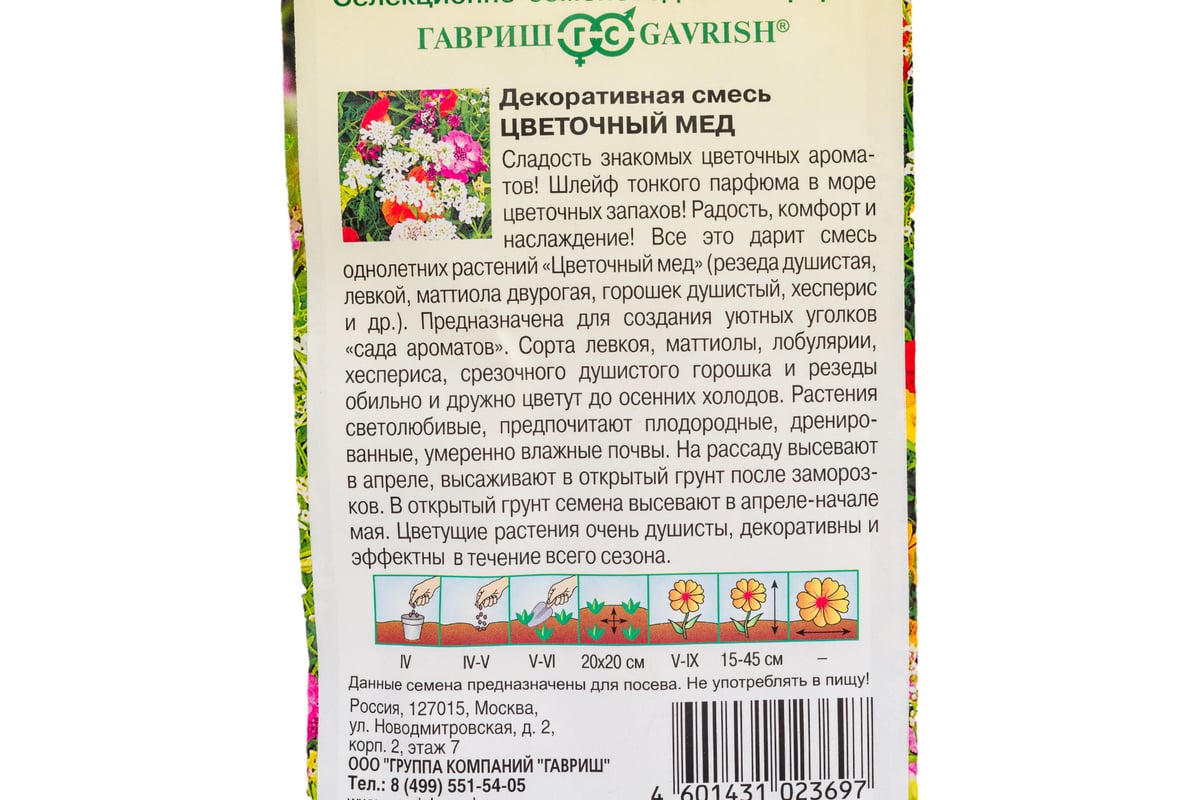 ГАВРИШ ГС GAVRISH®
Декоративная смесь
ЦВЕТОЧНЫЙ МЕД
Сладость знакомых цветочных арома-
тов! Шлейф тонкого парфюма в море
цветочных запахов! Радость, комфорт и
наслаждение! Все это дарит смесь
однолетних растений «Цветочный мед» (резеда душистая,
левкой, маттиола двурогая, горошек душистый, хесперис
и др.). Предназначена для создания уютных уголков
«сада ароматов». Сорта левкоя, маттиолы, лобулярии,
хеспериса, срезочного душистого горошка и резеды
обильно и дружно цветут до осенних холодов. Растения
светолюбивые, предпочитают плодородные, дрениро-
ванные, умеренно влажные почвы. На рассаду высевают
в апреле, высаживают в открытый грунт после замороз-
ков. В открытый грунт семена высевают в апреле-начале
мая. Цветущие растения очень душисты, декоративны и
эффектны в течение всего сезона.
IV IV-V V-VI 20x20 см V-IX 15-45 см –
Данные семена предназначены для посева. Не употреблять в пищу!
Россия, 127015, Москва,
ул. Новодмитровская, д. 2,
корп. 2, этаж 7
ООО "ГРУППА КОМПАНИЙ "ГАВРИШ"
Тел.: 8 (499) 551-54-05
4 601431 023697